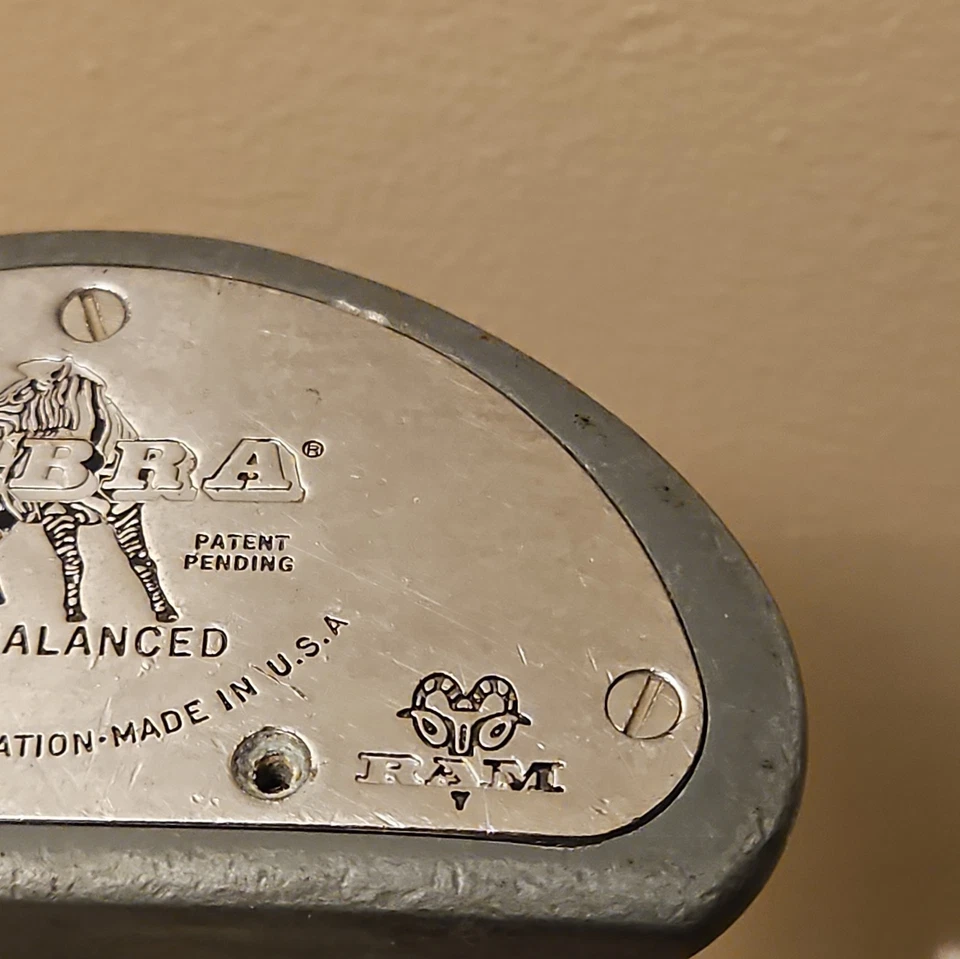 BRA®
PATENT
PENDING
ALANCED
ATION·MADE IN U.S.A
RAM